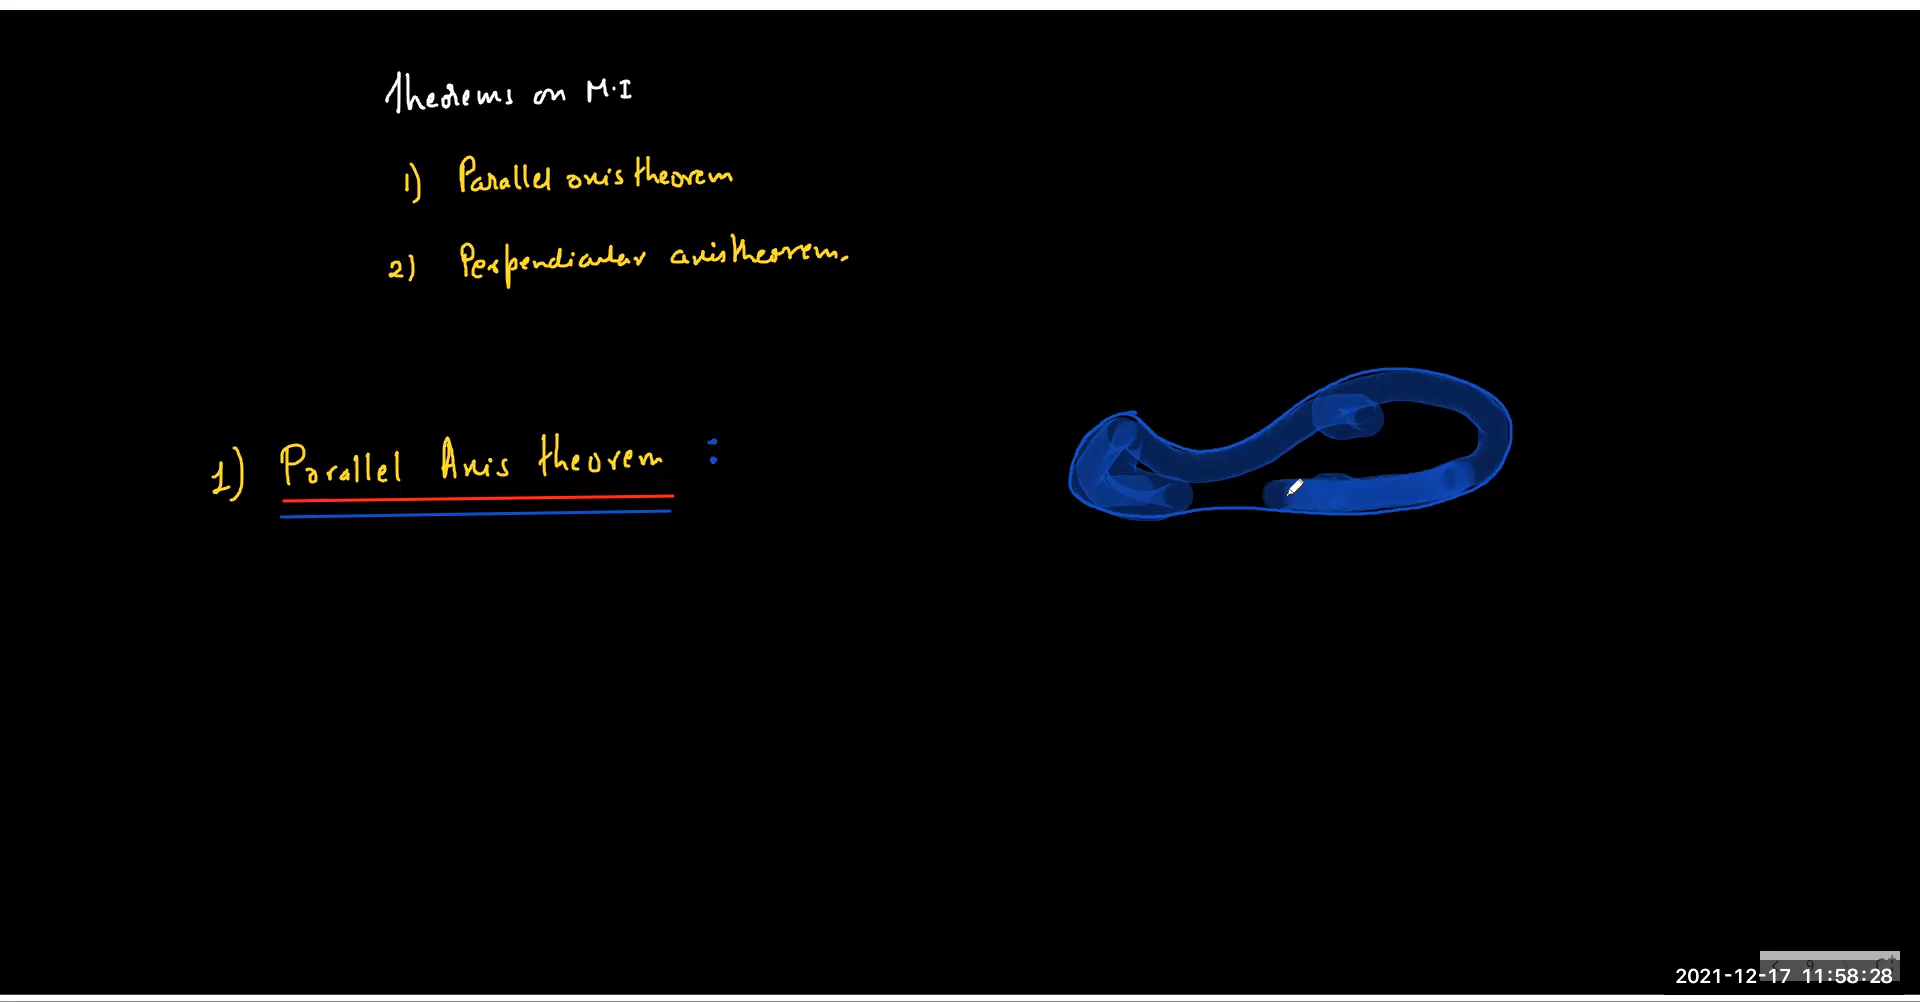 Theorems on M.I
1) Parallel axis theorem
2) Perpendicular axis theorem.
1) Parallel Axis theorem :
9
2021-12-17 11:58:28